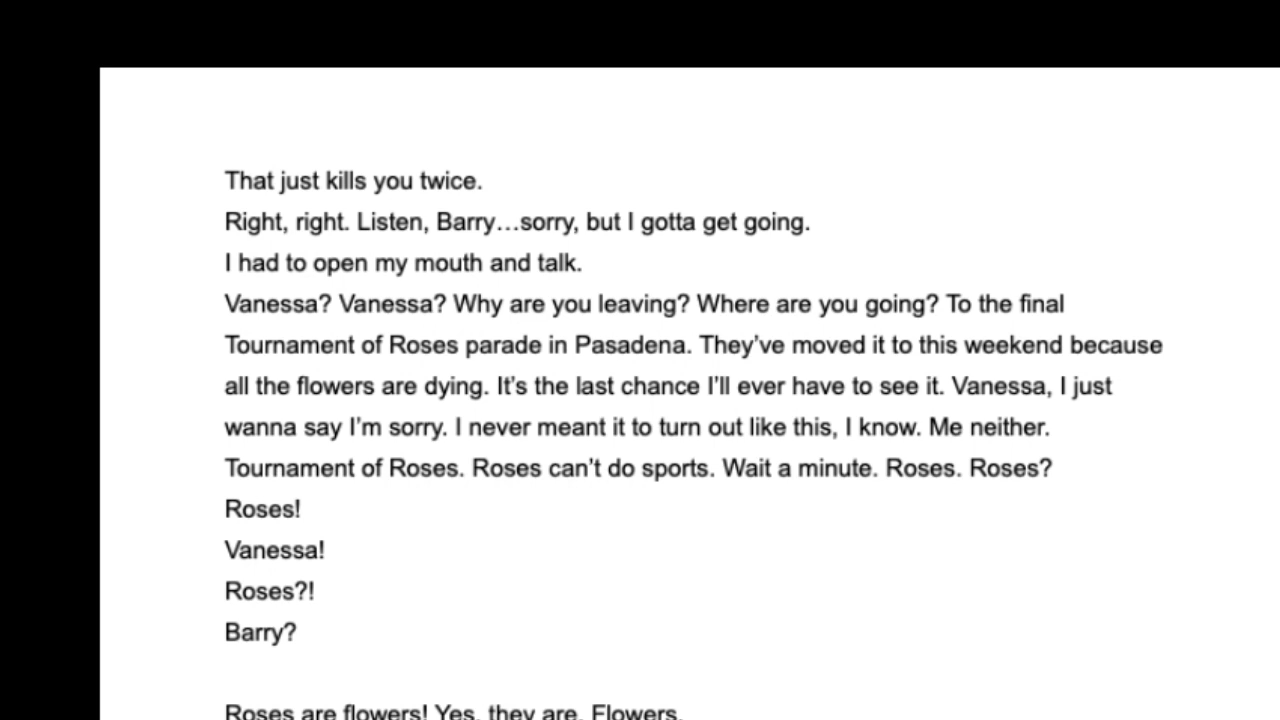 That just kills you twice.
Right, right. Listen, Barry…sorry, but I gotta get going.
I had to open my mouth and talk.
Vanessa? Vanessa? Why are you leaving? Where are you going? To the final
Tournament of Roses parade in Pasadena. They’ve moved it to this weekend because
all the flowers are dying. It’s the last chance I’ll ever have to see it. Vanessa, I just
wanna say I’m sorry. I never meant it to turn out like this, I know. Me neither.
Tournament of Roses. Roses can’t do sports. Wait a minute. Roses. Roses?
Roses!
Vanessa!
Roses?!
Barry?
Roses are flowers! Yes, they are. Flowers.